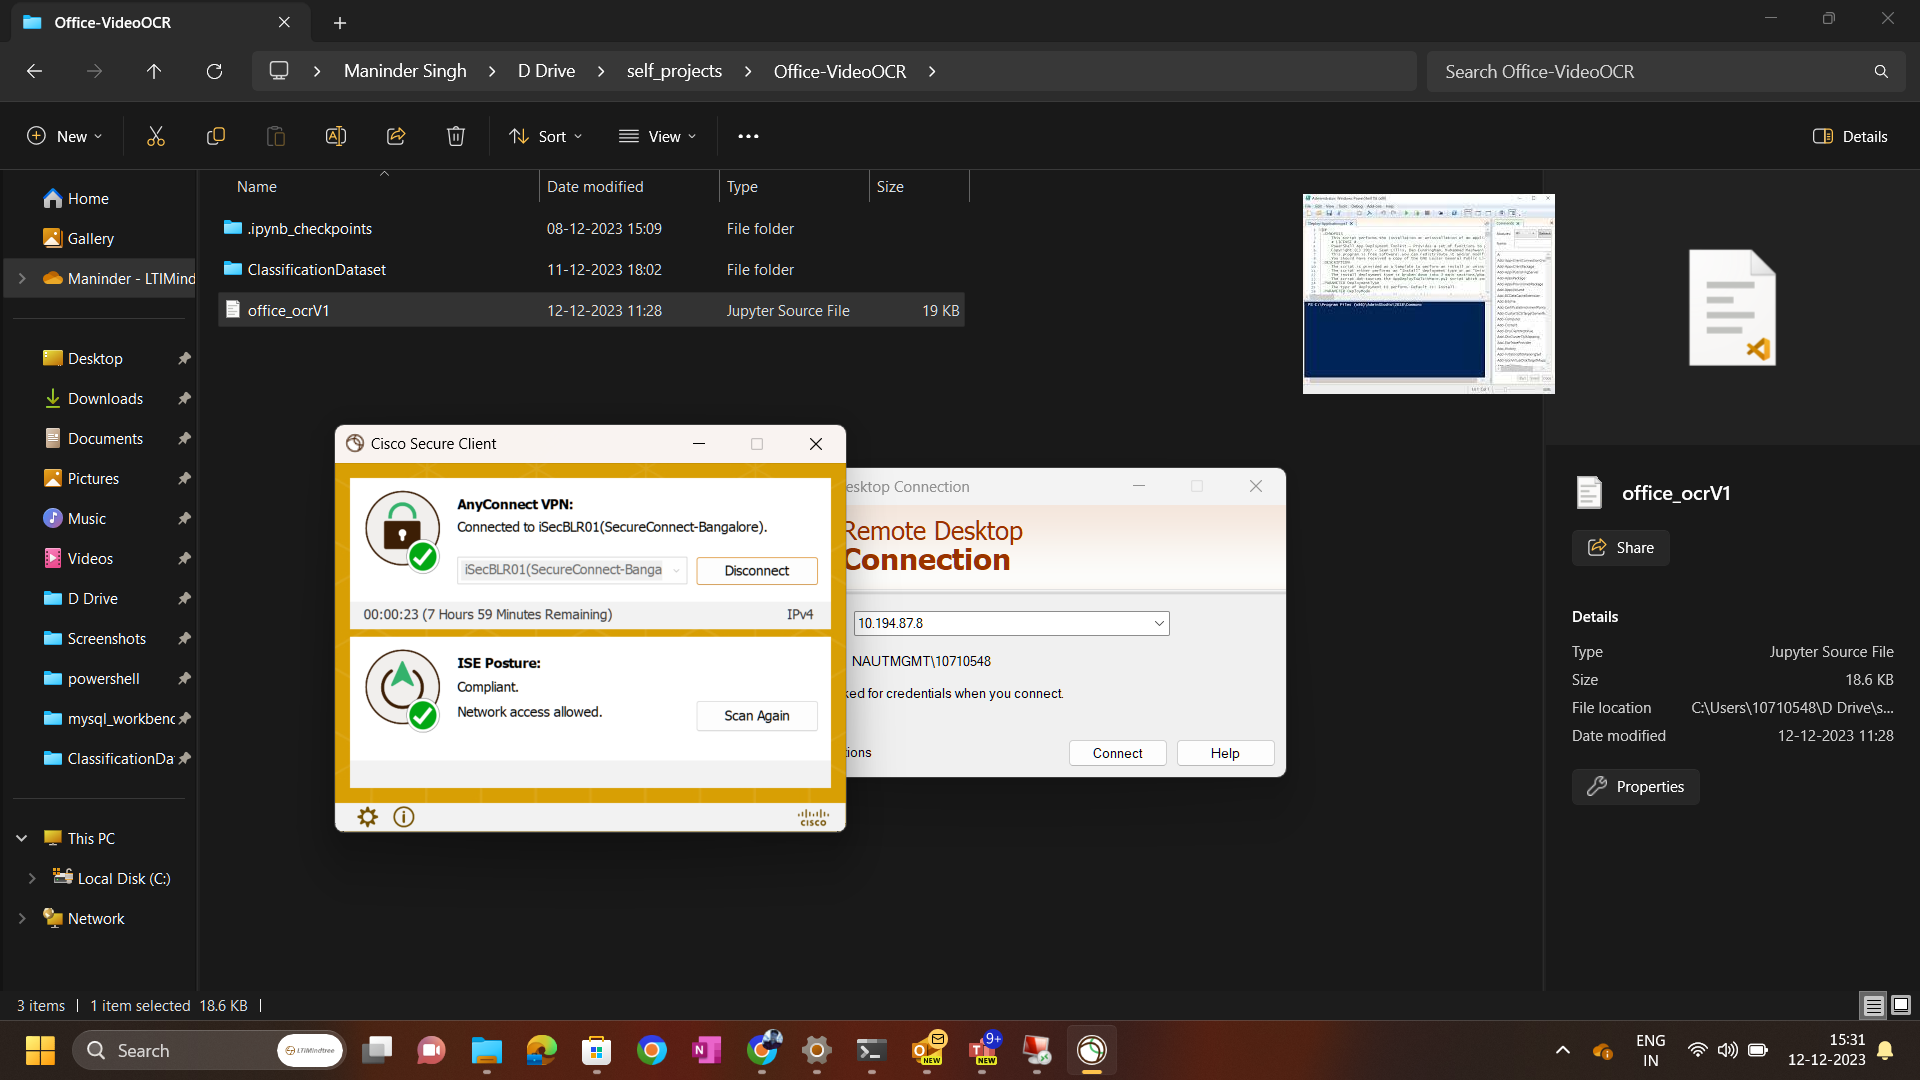 Office-VideoOCR
Maninder Singh
D Drive
self_projects
Office-VideoOCR
Search Office-VideoOCR
New
Sort
View
Details
Name
Date modified
Type
Size
.ipynb_checkpoints
08-12-2023 15:09
File folder
ClassificationDataset
11-12-2023 18:02
File folder
office_ocrV1
12-12-2023 11:28
Jupyter Source File
19 KB
Home
Gallery
Maninder - LTIMind
Desktop
Downloads
Documents
Pictures
Music
Videos
D Drive
Screenshots
powershell
mysql_workbenc
ClassificationDa
This PC
Local Disk (C:)
Network
Cisco Secure Client
AnyConnect VPN:
Connected to iSecBLR01(SecureConnect-Bangalore).
iSecBLR01(SecureConnect-Banga
Disconnect
00:00:23 (7 Hours 59 Minutes Remaining)
IPv4
ISE Posture:
Compliant.
Network access allowed.
Scan Again
cisco
esktop Connection
Remote Desktop
Connection
10.194.87.8
NAUTMGMT\10710548
ked for credentials when you connect.
tions
Connect
Help
office_ocrV1
Share
Details
Type
Jupyter Source File
Size
18.6 KB
File location
C:\Users\10710548\D Drive\s...
Date modified
12-12-2023 11:28
Properties
3 items
1 item selected
18.6 KB
Search
LTIMindtree
NEW
9+
NEW
ENG
IN
15:31
12-12-2023